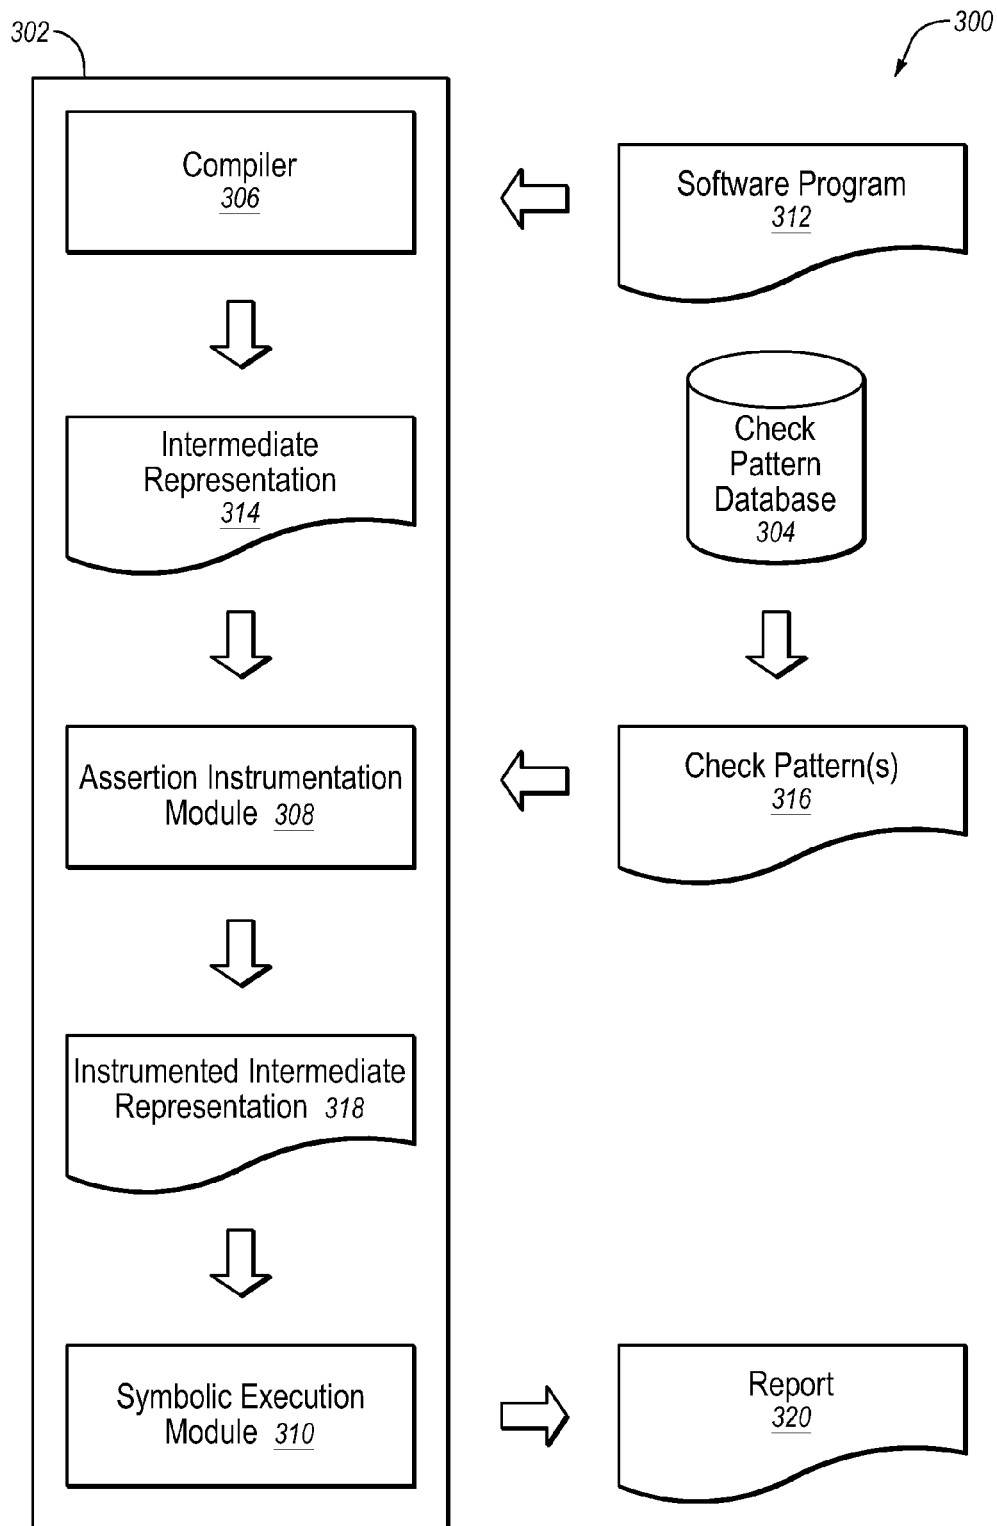 302
300
Compiler
306
Software Program
312
Intermediate
Representation
314
Check
Pattern
Database
304
Assertion Instrumentation
Module 308
Check Pattern(s)
316
Instrumented Intermediate
Representation 318
Symbolic Execution
Module 310
Report
320